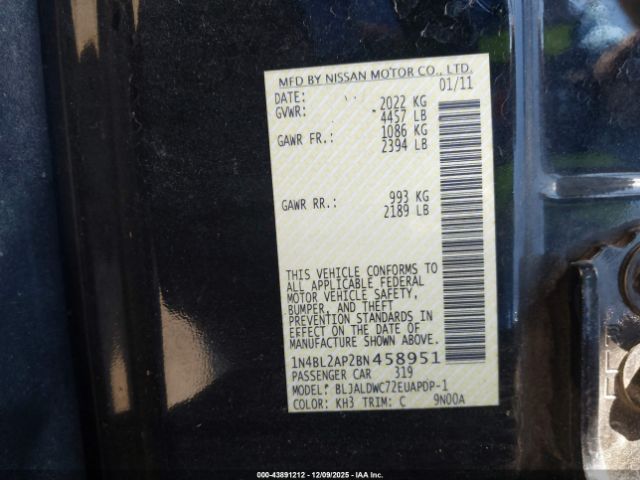 MFD BY NISSAN MOTOR CO., LTD.
DATE: 01/11
GVWR: 2022 KG
4457 LB
GAWR FR.: 1086 KG
2394 LB
GAWR RR.: 993 KG
2189 LB
THIS VEHICLE CONFORMS TO
ALL APPLICABLE FEDERAL
MOTOR VEHICLE SAFETY,
BUMPER, AND THEFT
PREVENTION STANDARDS IN
EFFECT ON THE DATE OF
MANUFACTURE SHOWN ABOVE.
1N4BL2AP2BN458951
PASSENGER CAR 319
MODEL: BLJALDWC72EUAPDP-1
COLOR: KH3 TRIM: C 9N00A
000-43891212 - 12/09/2025 - IAAI.com